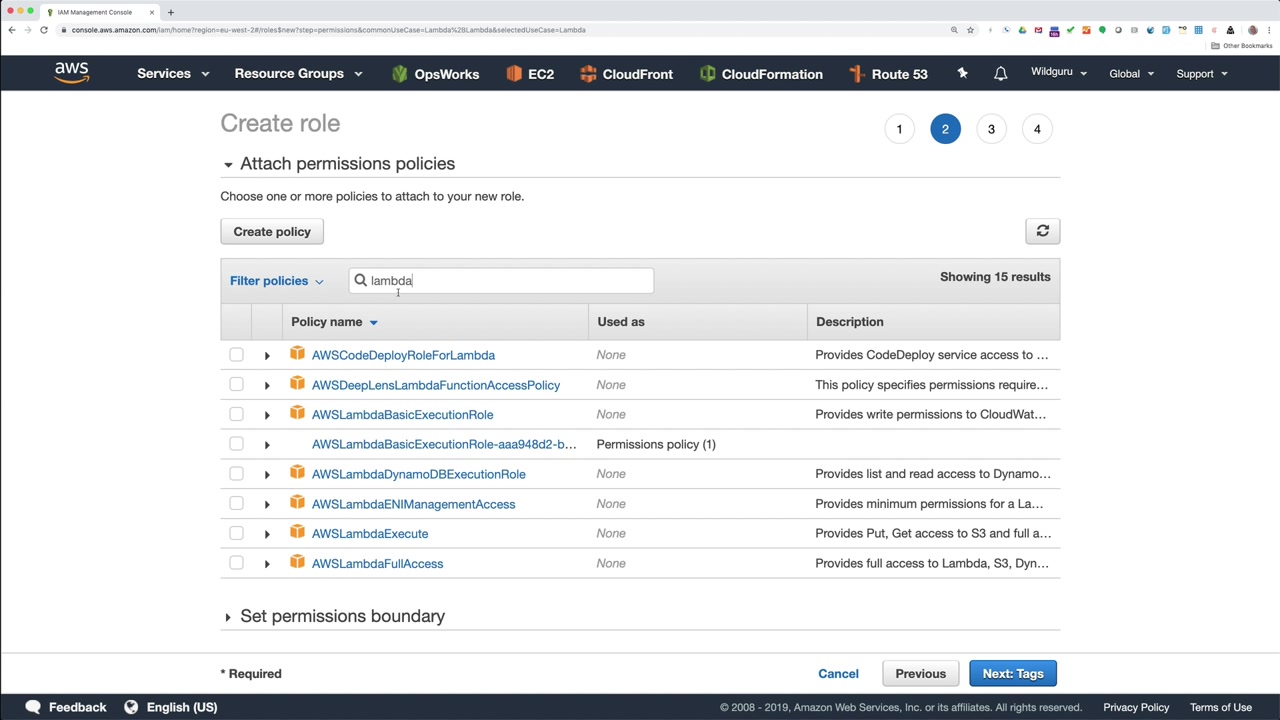 IAM Management Console
console.aws.amazon.com/iam/home?region=eu-west-2#/roles$new?step=permissions&commonUseCase=Lambda%2BLambda&selectedUseCase=Lambda
Other Bookmarks
aws Services Resource Groups OpsWorks EC2 CloudFront CloudFormation Route 53 Wildguru Global Support
Create role
1 2 3 4
Attach permissions policies
Choose one or more policies to attach to your new role.
Create policy
Filter policies lambda Showing 15 results
Policy name Used as Description
AWSCodeDeployRoleForLambda None Provides CodeDeploy service access to ...
AWSDeepLensLambdaFunctionAccessPolicy None This policy specifies permissions require...
AWSLambdaBasicExecutionRole None Provides write permissions to CloudWat...
AWSLambdaBasicExecutionRole-aaa948d2-b... Permissions policy (1)
AWSLambdaDynamoDBExecutionRole None Provides list and read access to Dynamo...
AWSLambdaENIManagementAccess None Provides minimum permissions for a La...
AWSLambdaExecute None Provides Put, Get access to S3 and full a...
AWSLambdaFullAccess None Provides full access to Lambda, S3, Dyn...
Set permissions boundary
* Required Cancel Previous Next: Tags
Feedback English (US) © 2008 - 2019, Amazon Web Services, Inc. or its affiliates. All rights reserved. Privacy Policy Terms of Use